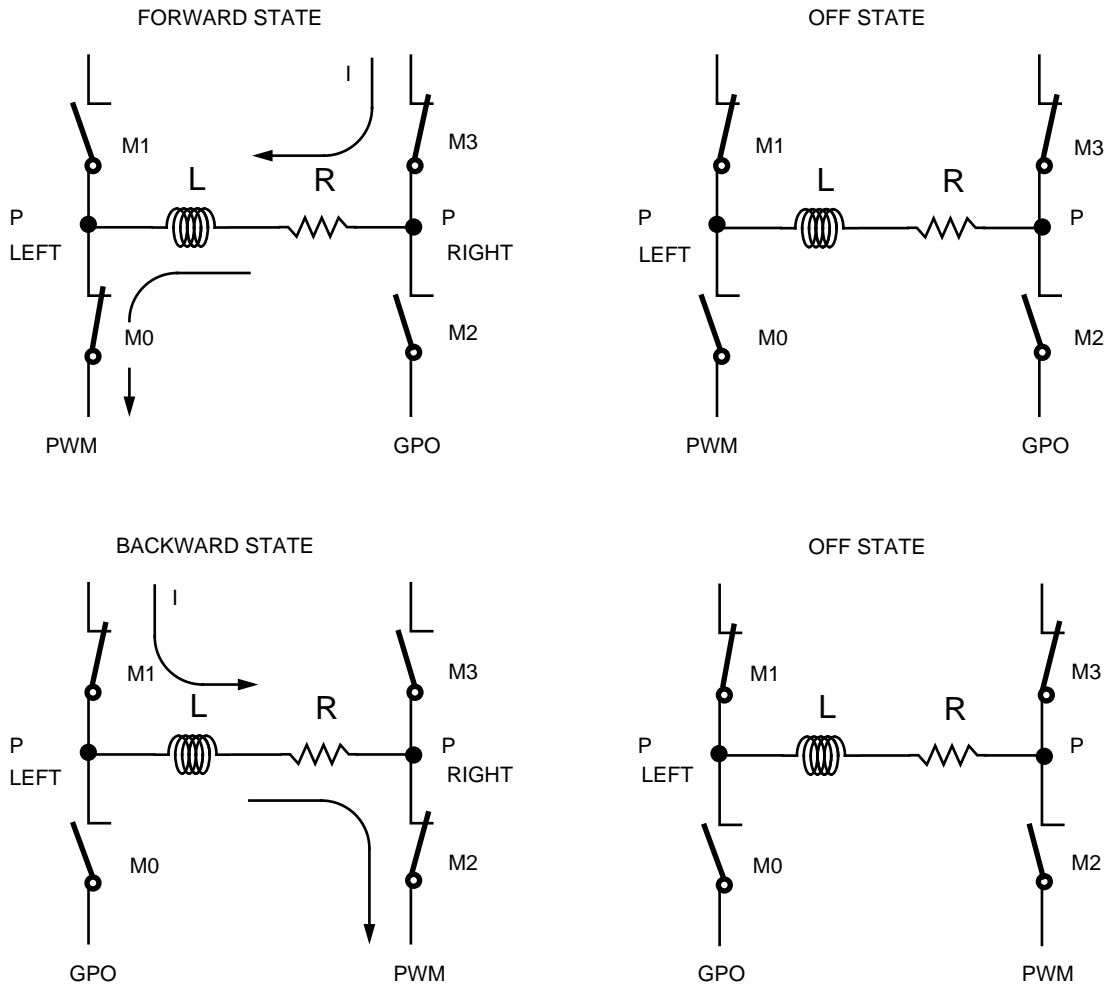 FORWARD STATE
I
M1
M3
L
R
P
LEFT
P
RIGHT
M0
M2
PWM
GPO
OFF STATE
M1
M3
L
R
P
LEFT
P
M0
M2
PWM
GPO
BACKWARD STATE
I
M1
M3
L
R
P
LEFT
P
RIGHT
M0
M2
GPO
PWM
OFF STATE
M1
M3
L
R
P
LEFT
P
M0
M2
GPO
PWM